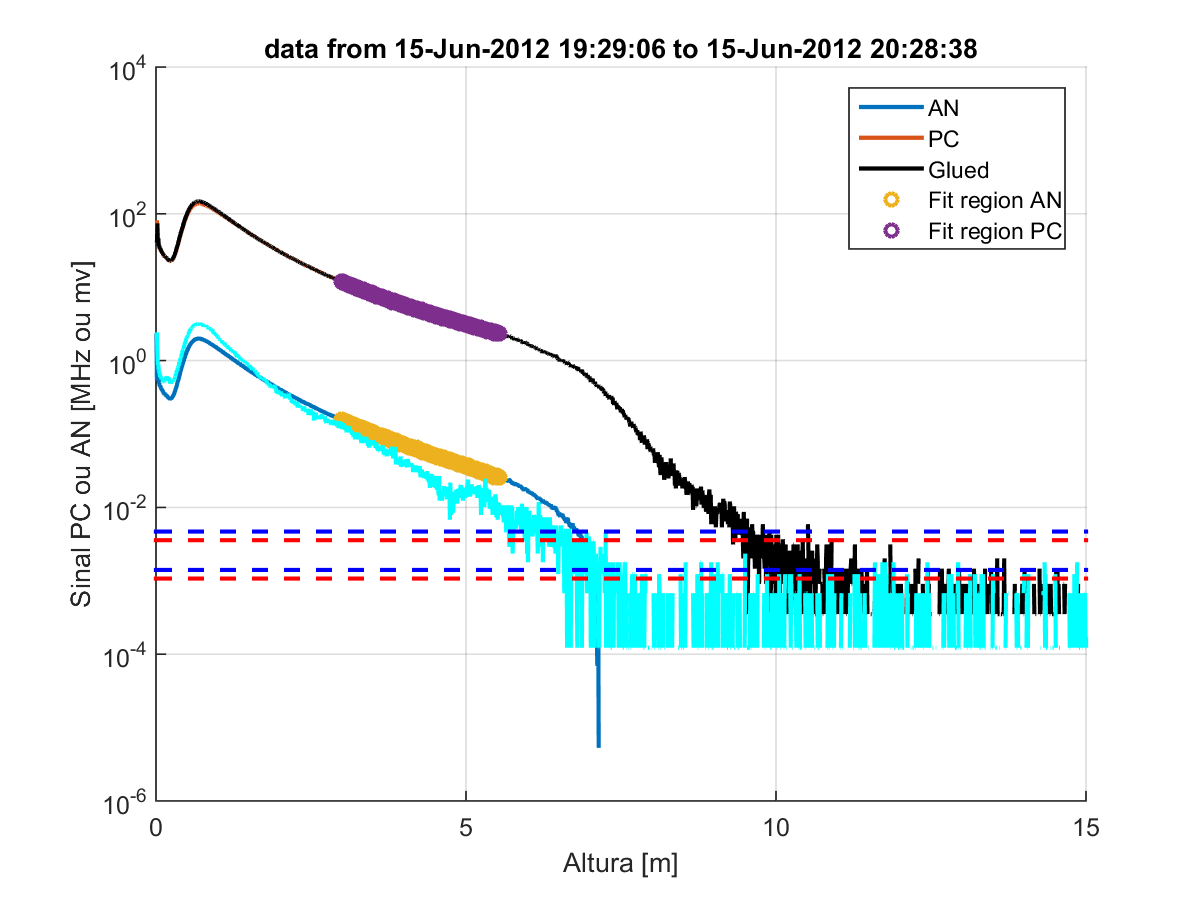 data from 15-Jun-2012 19:29:06 to 15-Jun-2012 20:28:38
Sinal PC ou AN [MHz ou mv]
10^4
10^2
10^0
10^-2
10^-4
10^-6
AN
PC
Glued
Fit region AN
Fit region PC
0 5 10 15
Altura [m]